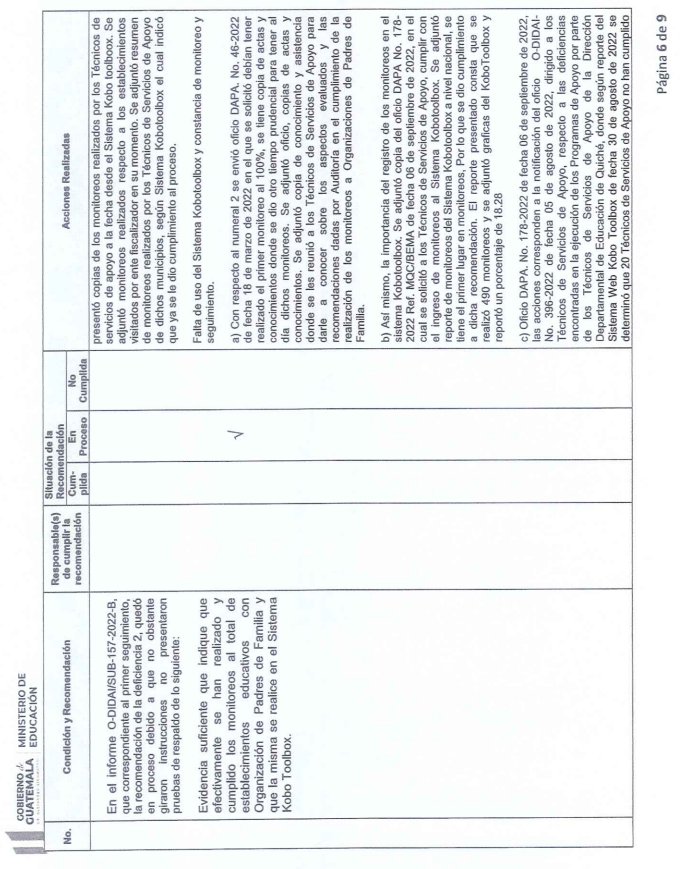 GOBIERNO de
GUATEMALA
MINISTERIO DE
EDUCACIÓN
No.
Condición y Recomendación
Responsable(s)
de cumplir la
recomendación
Situación de la
Recomendación
Cum-
plida
En
Proceso
No
Cumplida
Acciones Realizadas
En el informe O-DIDAI/SUB-157-2022-B,
que correspondiente al primer seguimiento,
la recomendación de la deficiencia 2, quedó
en proceso debido a que no obstante
giraron instrucciones no presentaron
pruebas de respaldo de lo siguiente:
Evidencia suficiente que indique que
efectivamente se han realizado y
cumplido los monitoreos al total de
establecimientos educativos con
Organización de Padres de Familia y
que la misma se realice en el Sistema
Kobo Toolbox.
√
presentó copias de los monitoreos realizados por los Técnicos de
servicios de apoyo a la fecha desde el Sistema Kobo toolboox. Se
adjuntó monitoreos realizados respecto a los establecimientos
visitados por ente fiscalizador en su momento. Se adjuntó resumen
de monitoreos realizados por los Técnicos de Servicios de Apoyo
de dichos municipios, según Sistema Kobotoolbox el cual indicó
que ya se le dio cumplimiento al proceso.
Falta de uso del Sistema Kobotoolbox y constancia de monitoreo y
seguimiento.
a) Con respecto al numeral 2 se envió oficio DAPA. No. 46-2022
de fecha 18 de marzo de 2022 en el que se solicitó debían tener
realizado el primer monitoreo al 100%, se tiene copia de actas y
conocimientos donde se dio otro tiempo prudencial para tener al
día dichos monitoreos. Se adjuntó oficio, copias de actas y
conocimientos. Se adjuntó copia de conocimiento y asistencia
donde se les reunió a los Técnicos de Servicios de Apoyo para
darle a conocer sobre los aspectos evaluados y las
recomendaciones dadas por Auditoría en el cumplimiento de la
realización de los monitoreos a Organizaciones de Padres de
Familia.
b) Así mismo, la importancia del registro de los monitoreos en el
sistema Kobotoolbox. Se adjuntó copia del oficio DAPA No. 178-
2022 Ref. MQC/BEMA de fecha 06 de septiembre de 2022, en el
cual se solicitó a los Técnicos de Servicios de Apoyo, cumplir con
el ingreso de monitoreos al Sistema Kobotoolbox. Se adjuntó
reporte de monitoreos del Sistema Kobotoolbox a nivel nacional, se
tiene el primer lugar en monitoreos. Por lo que se dio cumplimiento
a dicha recomendación. El reporte presentado consta que se
realizó 490 monitoreos y se adjuntó graficas del KoboToolbox y
reportó un porcentaje de 18.28
c) Oficio DAPA. No. 178-2022 de fecha 06 de septiembre de 2022,
las acciones corresponden a la notificación del oficio O-DIDAI-
No. 396-2022 de fecha 05 de agosto de 2022, dirigido a los
Técnicos de Servicios de Apoyo, respecto a las deficiencias
encontradas en la ejecución de los Programas de Apoyo por parte
de los Técnicos de Servicios de Apoyo de la Dirección
Departamental de Educación de Quiché, donde según reporte del
Sistema Web Kobo Toolbox de fecha 30 de agosto de 2022 se
determinó que 20 Técnicos de Servicios de Apoyo no han cumplido
Página 6 de 9